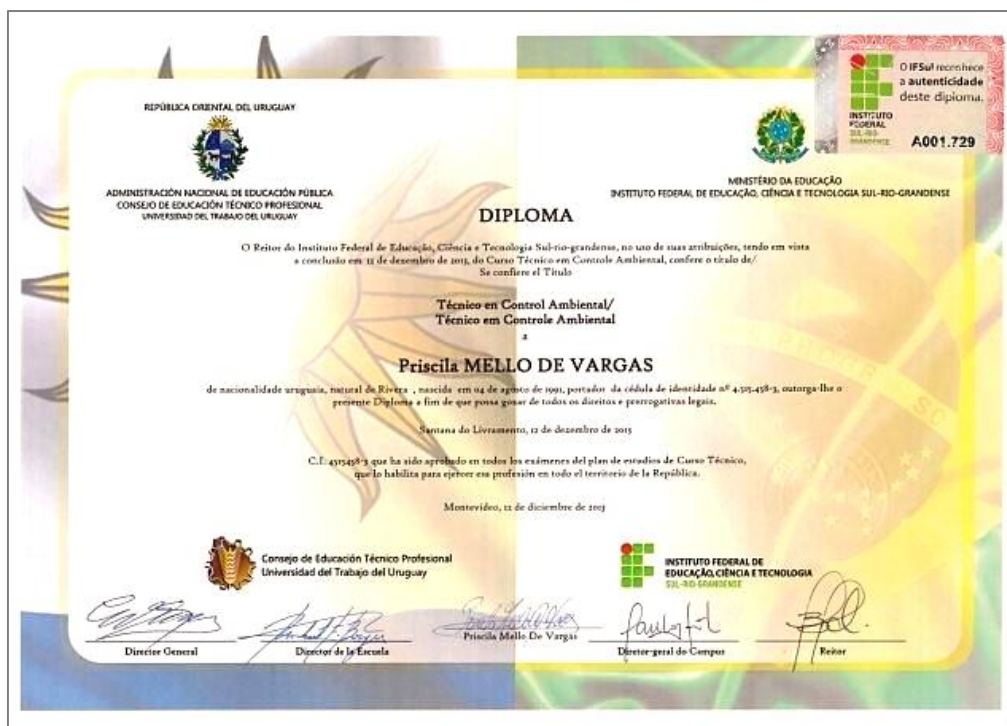 REPÚBLICA ORIENTAL DEL URUGUAY
ADMINISTRACIÓN NACIONAL DE EDUCACIÓN PÚBLICA
CONSEJO DE EDUCACIÓN TÉCNICO PROFESIONAL
UNIVERSIDAD DEL TRABAJO DEL URUGUAY
O IFSul reconhece
a autenticidade
deste diploma.
INSTITUTO
FEDERAL
SUL-RIO-
GRANDENSE
A001.729
MINISTÉRIO DA EDUCAÇÃO
INSTITUTO FEDERAL DE EDUCAÇÃO, CIÊNCIA E TECNOLOGIA SUL-RIO-GRANDENSE
DIPLOMA
O Reitor do Instituto Federal de Educação, Ciência e Tecnologia Sul-rio-grandense, no uso de suas atribuições, tendo em vista
a conclusão em 12 de dezembro de 2013, do Curso Técnico em Controle Ambiental, confere o título de/
Se confiere el Título
Técnico en Control Ambiental/
Técnico em Controle Ambiental
a
Priscila MELLO DE VARGAS
de nacionalidade uruguaia, natural de Rivera , nascida em 04 de agosto de 1991, portador da cédula de identidade nº 4.515.458-3, outorga-lhe o
presente Diploma a fim de que possa gozar de todos os direitos e prerrogativas legais.
Santana do Livramento, 12 de dezembro de 2013
C.I: 4515458-3 que ha sido aprobado en todos los exámenes del plan de estudios de Curso Técnico,
que lo habilita para ejercer esa profesión en todo el territorio de la República.
Montevideo, 12 de diciembre de 2013
Consejo de Educación Técnico Profesional
Universidad del Trabajo del Uruguay
INSTITUTO FEDERAL DE
EDUCAÇÃO, CIÊNCIA E TECNOLOGIA
SUL-RIO-GRANDENSE
Director General
Director de la Escuela
Priscila Mello De Vargas
Director-geral do Campus
Reitor